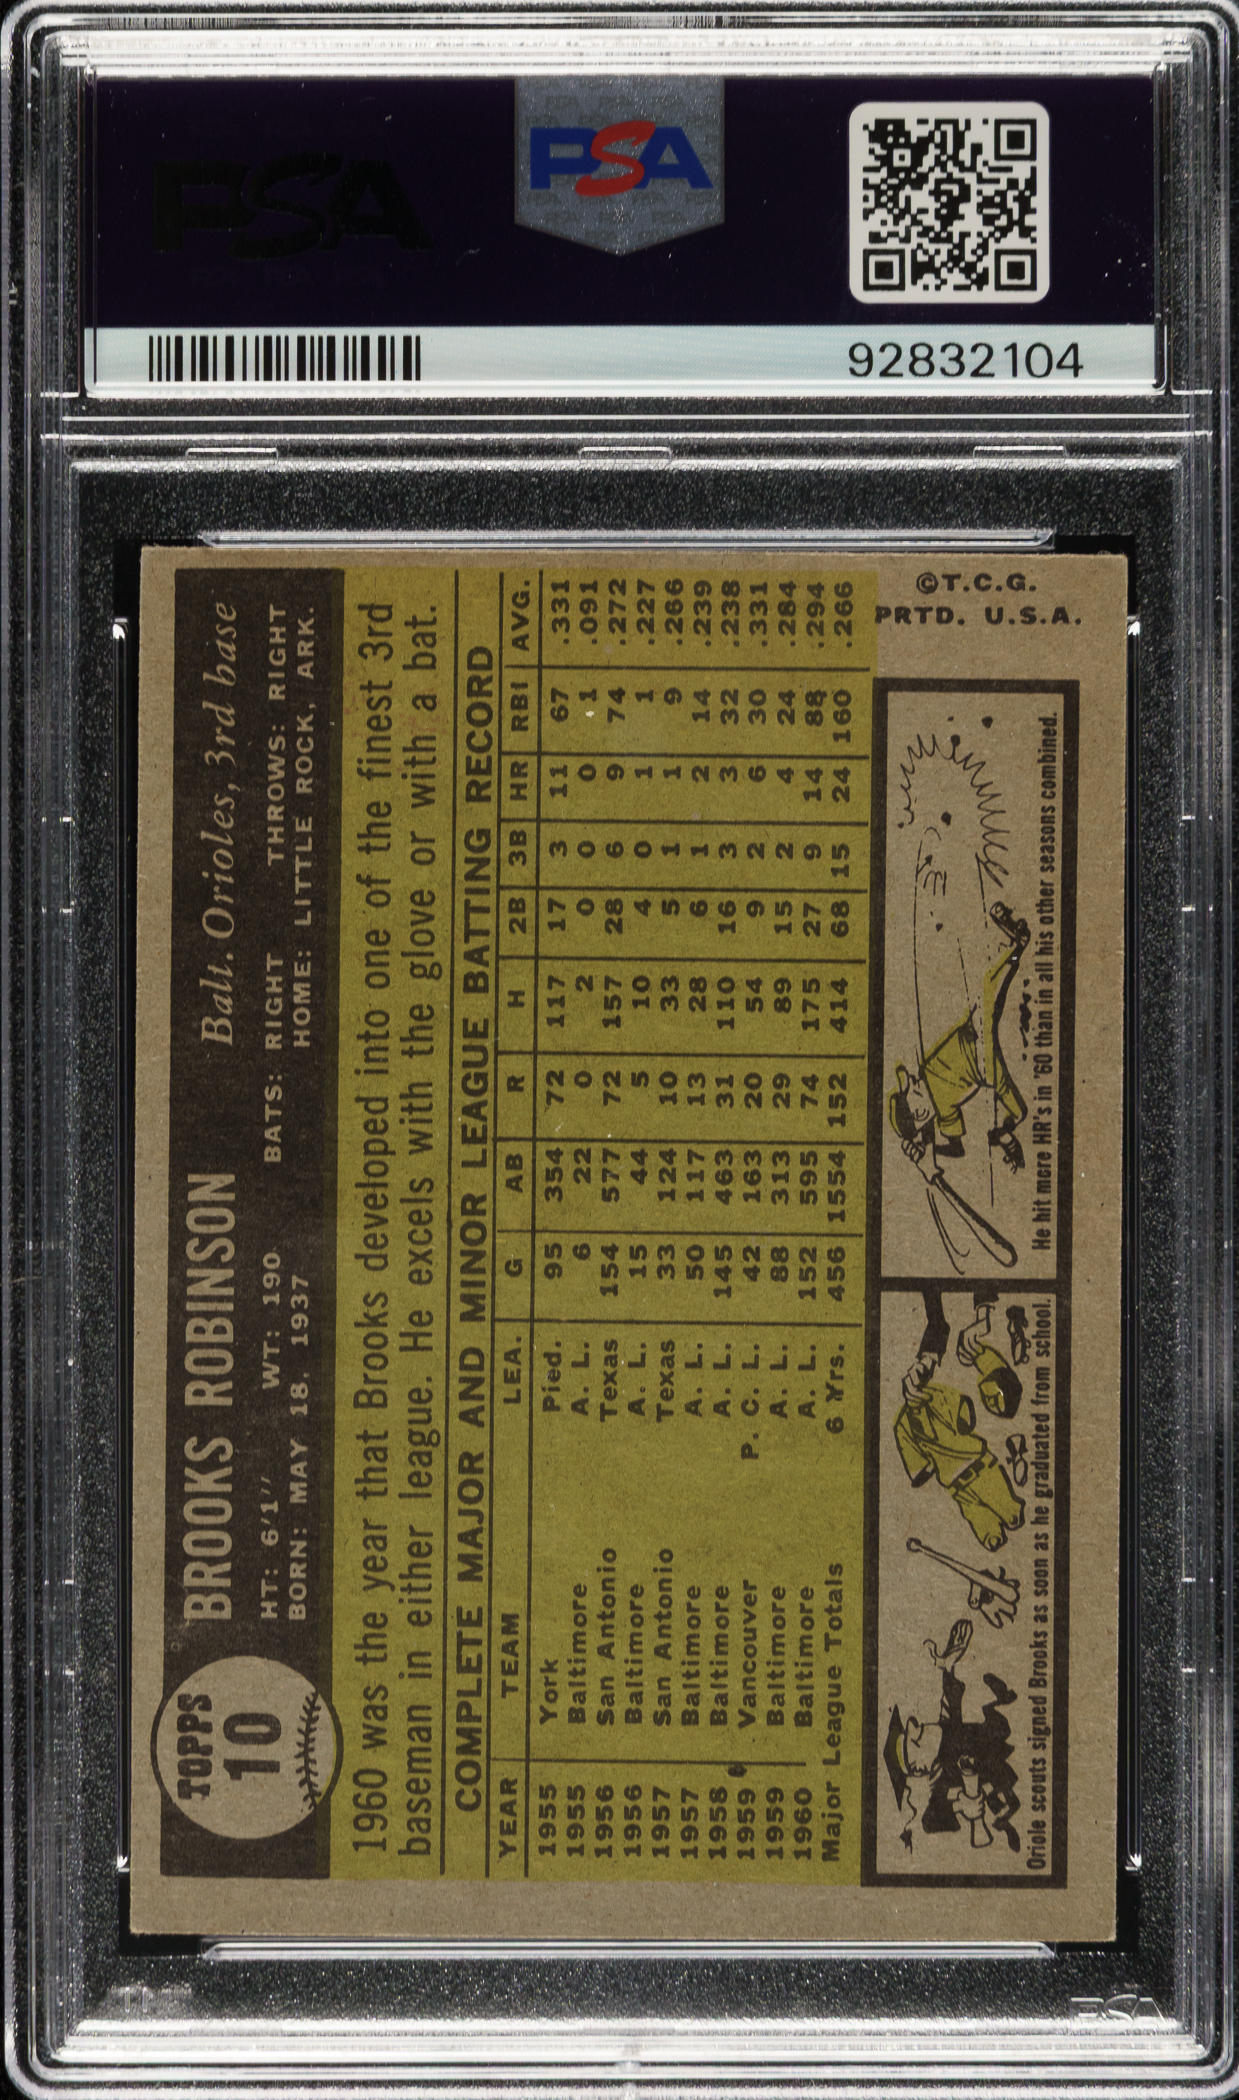 PSA
PSA
92832104
TOPPS
10
BROOKS ROBINSON
Balt. Orioles, 3rd base
HT: 6'1" WT: 190 BATS: RIGHT THROWS: RIGHT
BORN: MAY 18, 1937 HOME: LITTLE ROCK, ARK.
1960 was the year that Brooks developed into one of the finest 3rd
baseman in either league. He excels with the glove or with a bat.
COMPLETE MAJOR AND MINOR LEAGUE BATTING RECORD
YEAR TEAM LEA. G AB R H 2B 3B HR RBI AVG.
1955 York Pied. 95 354 72 117 17 3 11 67 .331
1955 Baltimore A. L. 6 22 0 2 0 0 0 1 .091
1956 San Antonio Texas 154 577 72 157 28 6 9 74 .272
1956 Baltimore A. L. 15 44 5 10 4 0 1 1 .227
1957 San Antonio Texas 33 124 10 33 5 1 1 9 .266
1957 Baltimore A. L. 50 117 13 28 6 1 2 14 .239
1958 Baltimore A. L. 145 463 31 110 16 3 3 32 .238
1959 Vancouver P. C. L. 42 163 20 54 9 2 6 30 .331
1959 Baltimore A. L. 88 313 29 89 15 2 4 24 .284
1960 Baltimore A. L. 152 595 74 175 27 9 14 88 .294
Major League Totals 6 Yrs. 456 1554 152 414 68 15 24 160 .266
Oriole scouts signed Brooks as soon as he graduated from school.
He hit more HR's in '60 than in all his other seasons combined.
©T.C.G.
PRTD. U.S.A.
PSA